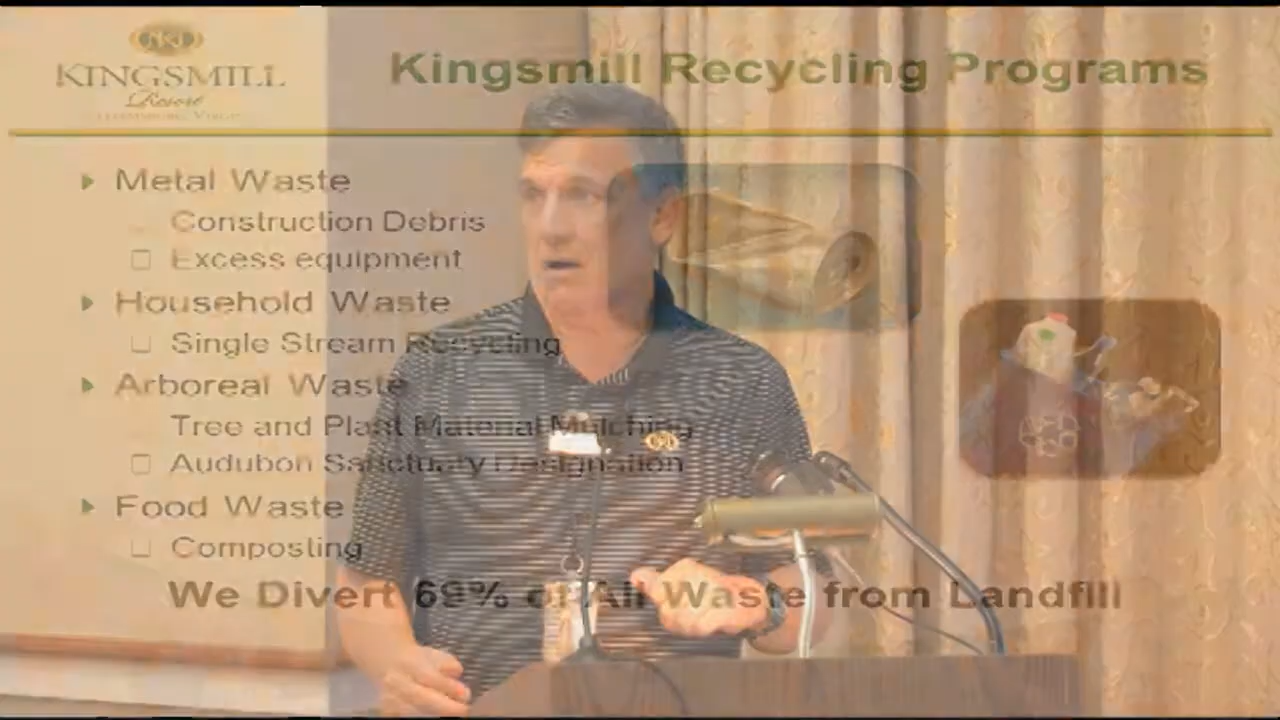 KINGSMILL
Resort
Kingsmill Recycling Programs
Metal Waste
Construction Debris
Excess equipment
Household Waste
Single Stream Recycling
Arboreal Waste
Tree and Plant Material Mulching
Audubon Sanctuary Designation
Food Waste
Composting
We Divert 69% of All Waste from Landfill